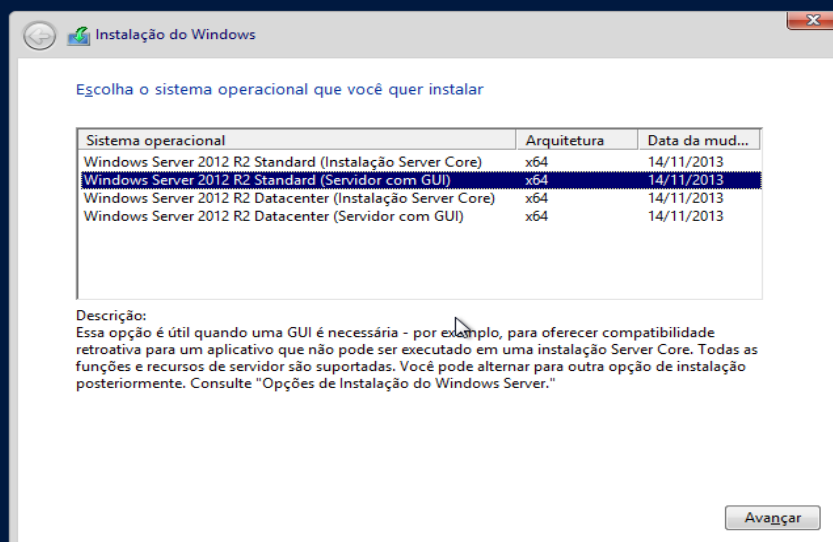 Instalação do Windows
Escolha o sistema operacional que você quer instalar
Sistema operacional Arquitetura Data da mud...
Windows Server 2012 R2 Standard (Instalação Server Core) x64 14/11/2013
Windows Server 2012 R2 Standard (Servidor com GUI) x64 14/11/2013
Windows Server 2012 R2 Datacenter (Instalação Server Core) x64 14/11/2013
Windows Server 2012 R2 Datacenter (Servidor com GUI) x64 14/11/2013
Descrição:
Essa opção é útil quando uma GUI é necessária - por exemplo, para oferecer compatibilidade
retroativa para um aplicativo que não pode ser executado em uma instalação Server Core. Todas as
funções e recursos de servidor são suportadas. Você pode alternar para outra opção de instalação
posteriormente. Consulte "Opções de Instalação do Windows Server."
Avançar